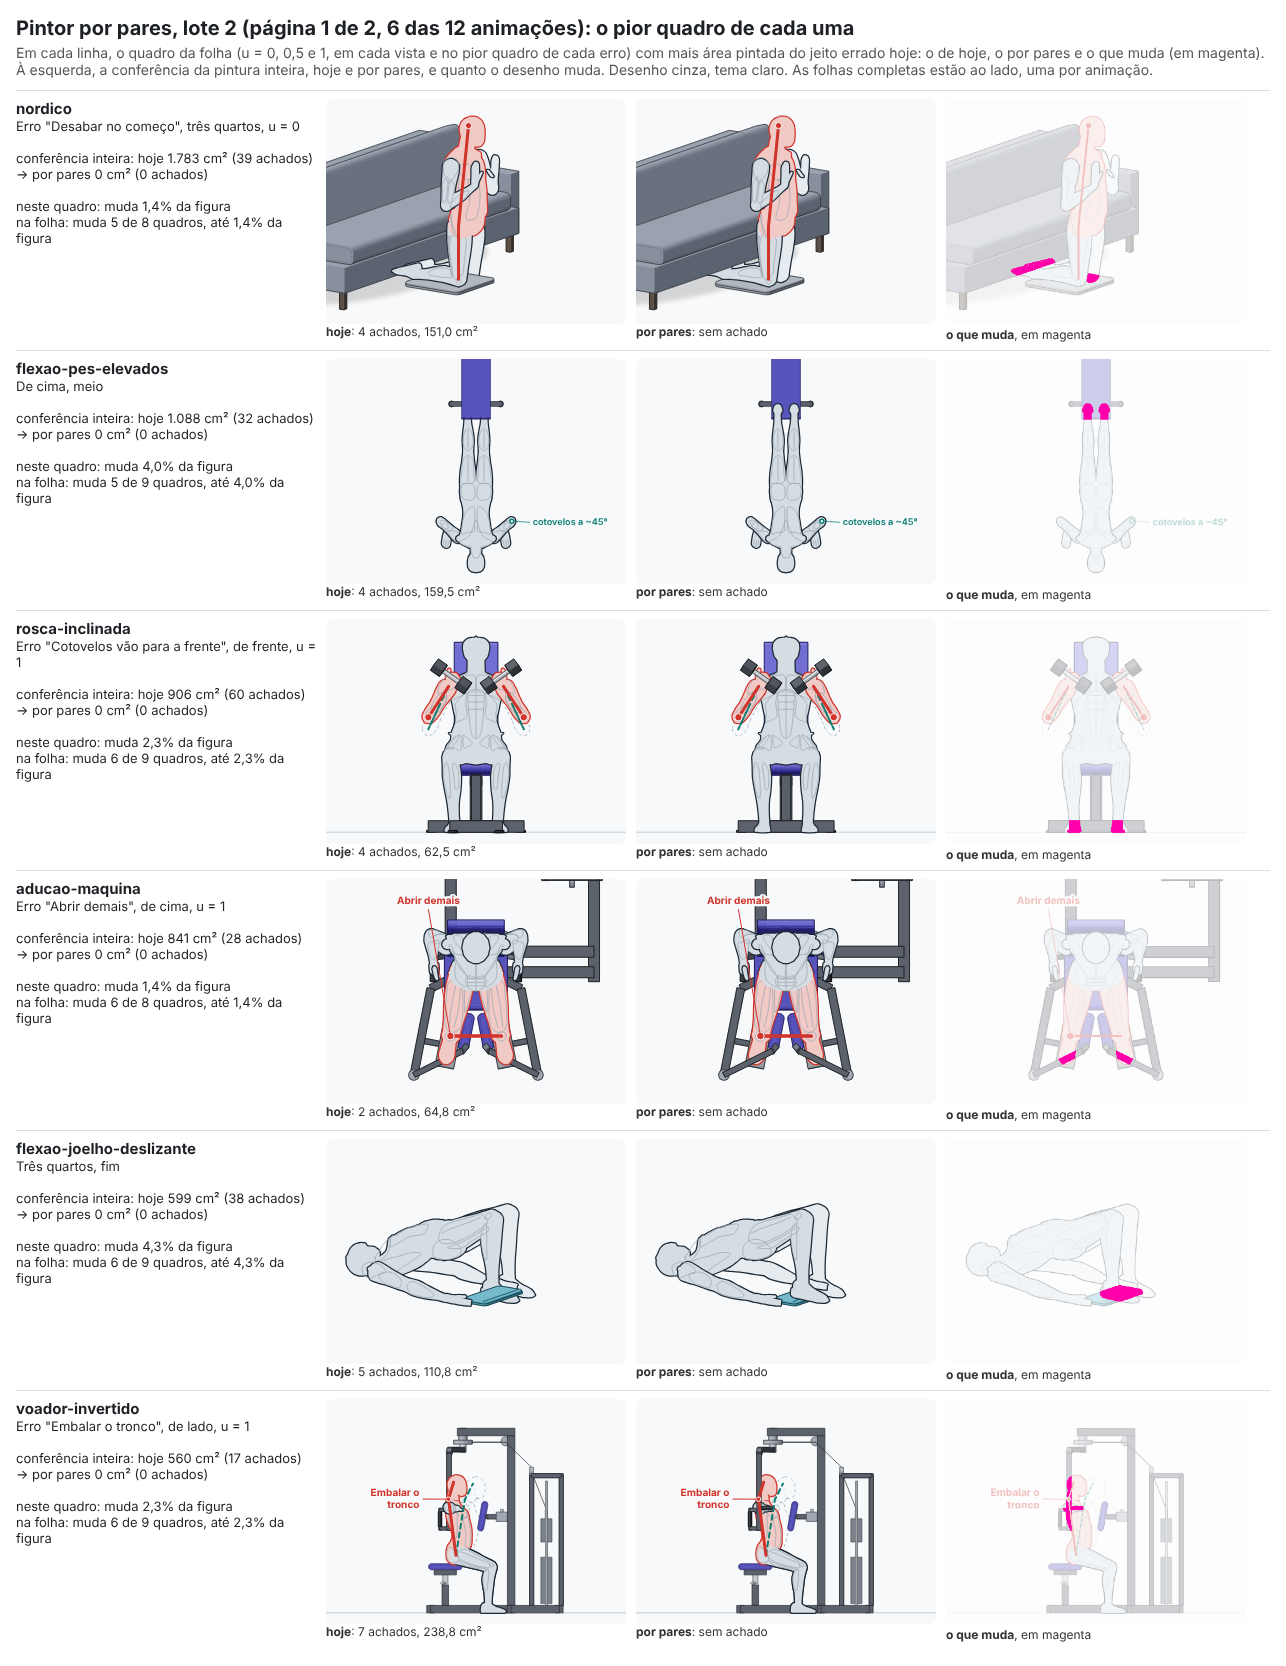 Pintor por pares, lote 2 (página 1 de 2, 6 das 12 animações): o pior quadro de cada uma
Em cada linha, o quadro da folha (u = 0, 0,5 e 1, em cada vista e no pior quadro de cada erro) com mais área pintada do jeito errado hoje: o de hoje, o por pares e o que muda (em magenta).
À esquerda, a conferência da pintura inteira, hoje e por pares, e quanto o desenho muda. Desenho cinza, tema claro. As folhas completas estão ao lado, uma por animação.
nordico
Erro "Desabar no começo", três quartos, u = 0
conferência inteira: hoje 1.783 cm² (39 achados)
→ por pares 0 cm² (0 achados)
neste quadro: muda 1,4% da figura
na folha: muda 5 de 8 quadros, até 1,4% da
figura
hoje: 4 achados, 151,0 cm²
por pares: sem achado
o que muda, em magenta
flexao-pes-elevados
De cima, meio
conferência inteira: hoje 1.088 cm² (32 achados)
→ por pares 0 cm² (0 achados)
neste quadro: muda 4,0% da figura
na folha: muda 5 de 9 quadros, até 4,0% da
figura
cotovelos a ~45°
cotovelos a ~45°
cotovelos a ~45°
hoje: 4 achados, 159,5 cm²
por pares: sem achado
o que muda, em magenta
rosca-inclinada
Erro "Cotovelos vão para a frente", de frente, u =
1
conferência inteira: hoje 906 cm² (60 achados)
→ por pares 0 cm² (0 achados)
neste quadro: muda 2,3% da figura
na folha: muda 6 de 9 quadros, até 2,3% da
figura
hoje: 4 achados, 62,5 cm²
por pares: sem achado
o que muda, em magenta
aducao-maquina
Erro "Abrir demais", de cima, u = 1
conferência inteira: hoje 841 cm² (28 achados)
→ por pares 0 cm² (0 achados)
neste quadro: muda 1,4% da figura
na folha: muda 6 de 8 quadros, até 1,4% da
figura
Abrir demais
Abrir demais
Abrir demais
hoje: 2 achados, 64,8 cm²
por pares: sem achado
o que muda, em magenta
flexao-joelho-deslizante
Três quartos, fim
conferência inteira: hoje 599 cm² (38 achados)
→ por pares 0 cm² (0 achados)
neste quadro: muda 4,3% da figura
na folha: muda 6 de 9 quadros, até 4,3% da
figura
hoje: 5 achados, 110,8 cm²
por pares: sem achado
o que muda, em magenta
voador-invertido
Erro "Embalar o tronco", de lado, u = 1
conferência inteira: hoje 560 cm² (17 achados)
→ por pares 0 cm² (0 achados)
neste quadro: muda 2,3% da figura
na folha: muda 6 de 9 quadros, até 2,3% da
figura
Embalar o
tronco
Embalar o
tronco
Embalar o
tronco
hoje: 7 achados, 238,8 cm²
por pares: sem achado
o que muda, em magenta